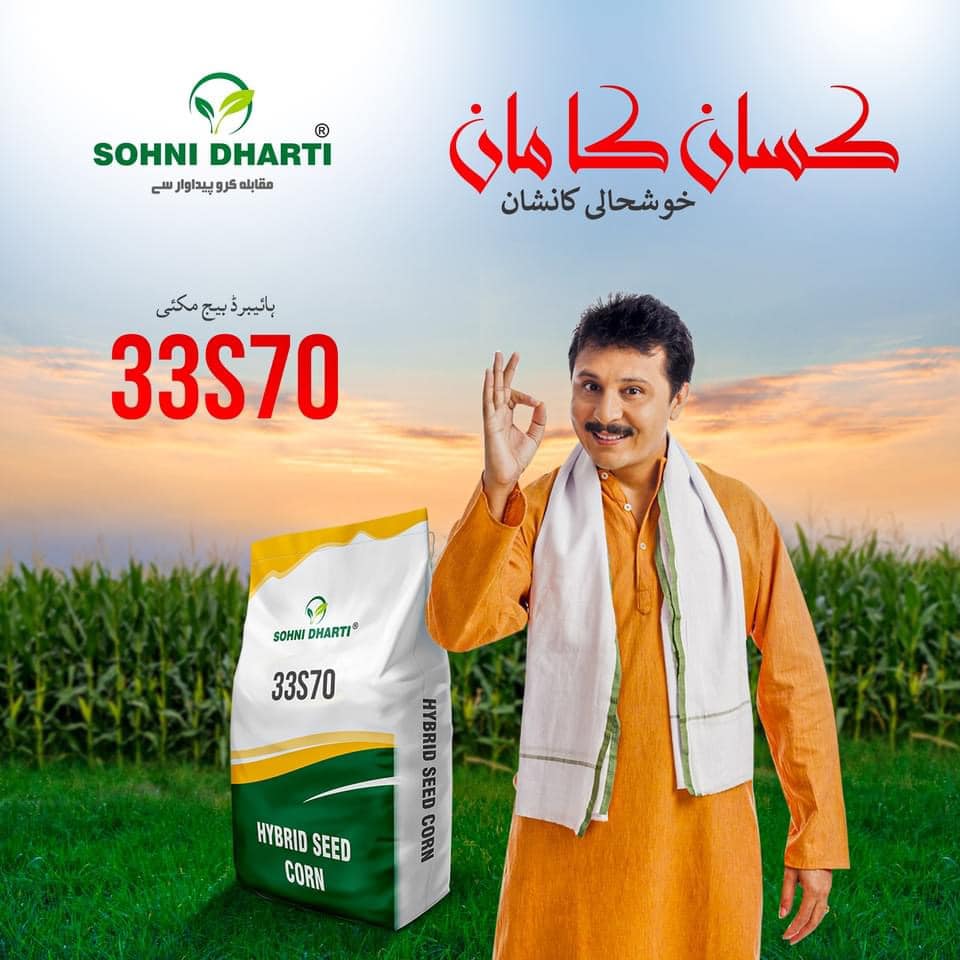 SOHNI DHARTI®
مقابلہ کرو پیداوار سے
کسان کا مان
خوشحالی کا نشان
ہائیبرڈ بیج مکئی
33S70
SOHNI DHARTI®
33S70
HYBRID SEED
CORN
HYBRID SEED CORN